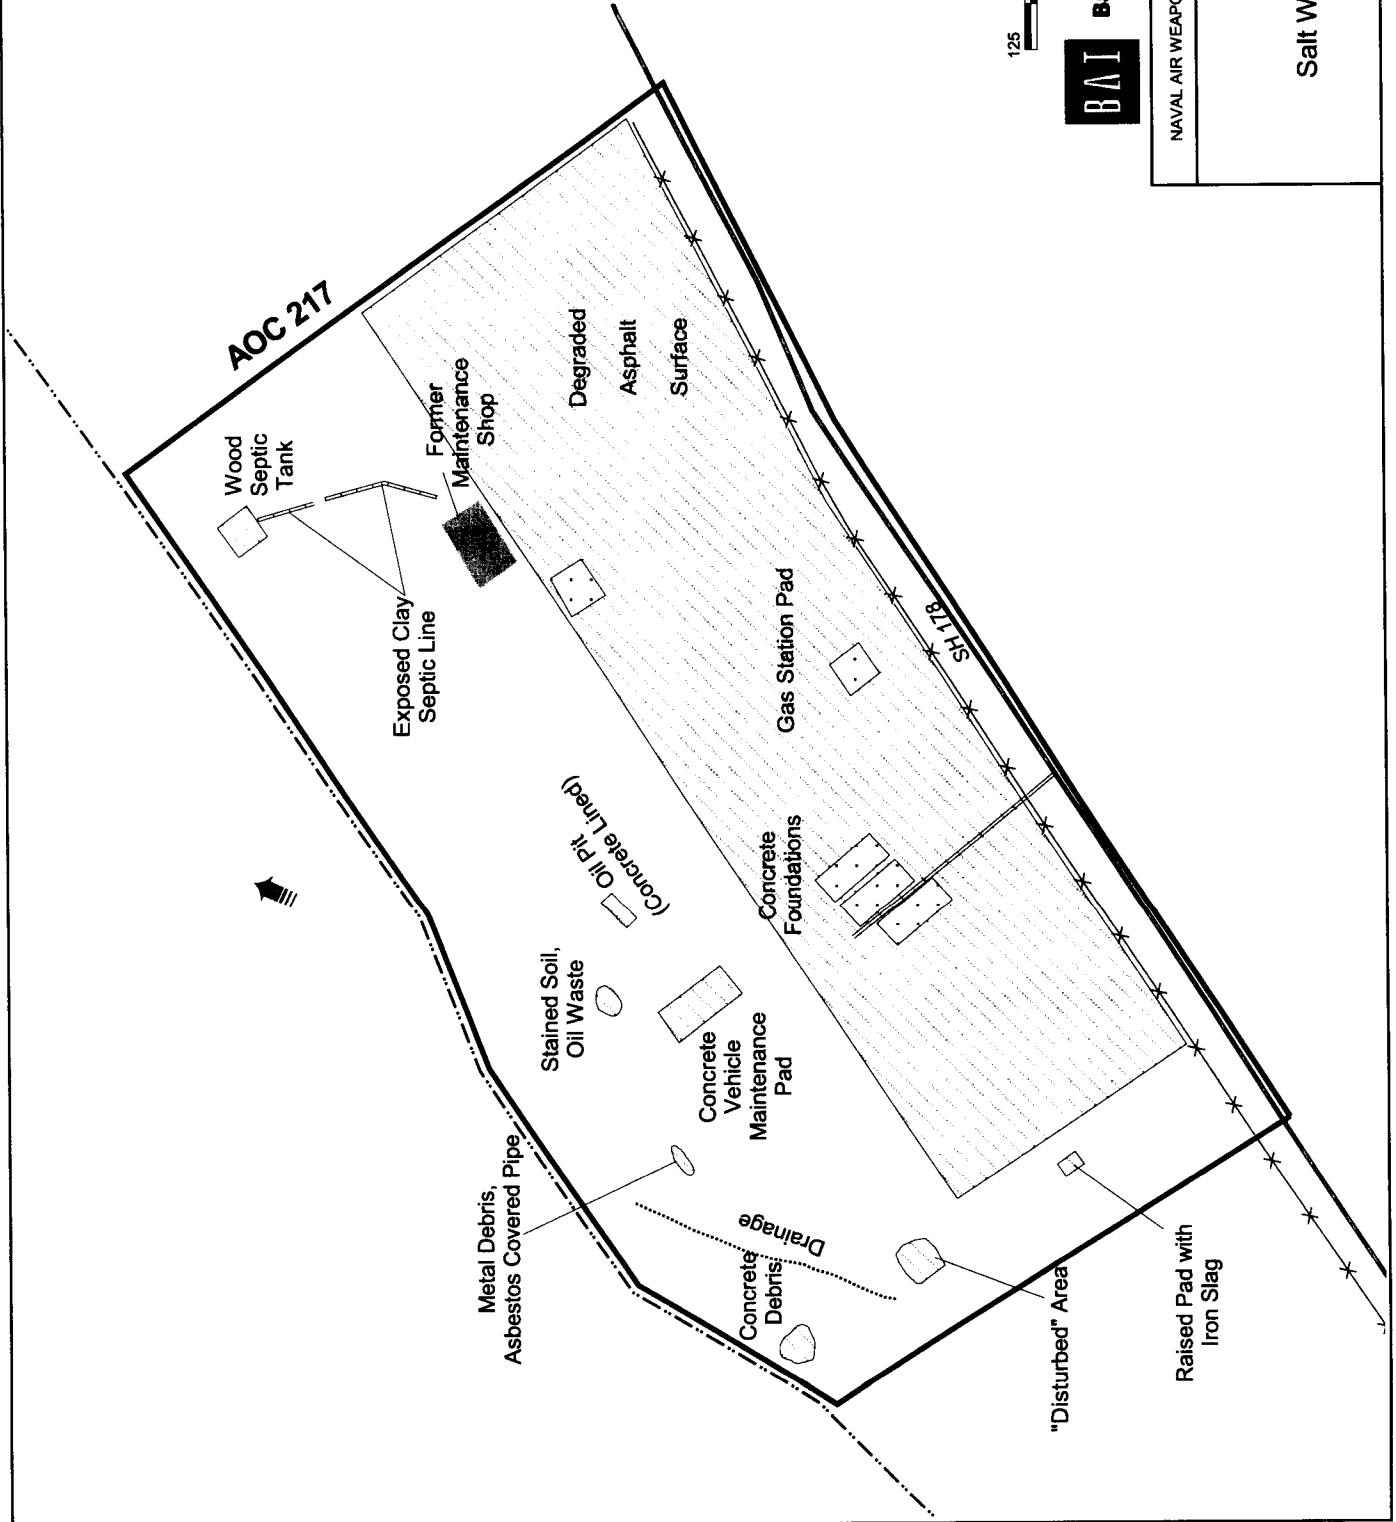 AOC 217
Wood
Septic
Tank
Former
Maintenance
Shop
Exposed Clay
Septic Line
Degraded
Asphalt
Surface
Gas Station Pad
SH 178
Oil Pit
(Concrete Lined)
Concrete
Foundations
Stained Soil,
Oil Waste
Concrete
Vehicle
Maintenance
Pad
Metal Debris,
Asbestos Covered Pipe
Drainage
Concrete
Debris
"Disturbed" Area
Raised Pad with
Iron Slag
125
BAI
NAVAL AIR WEAPO
Salt W